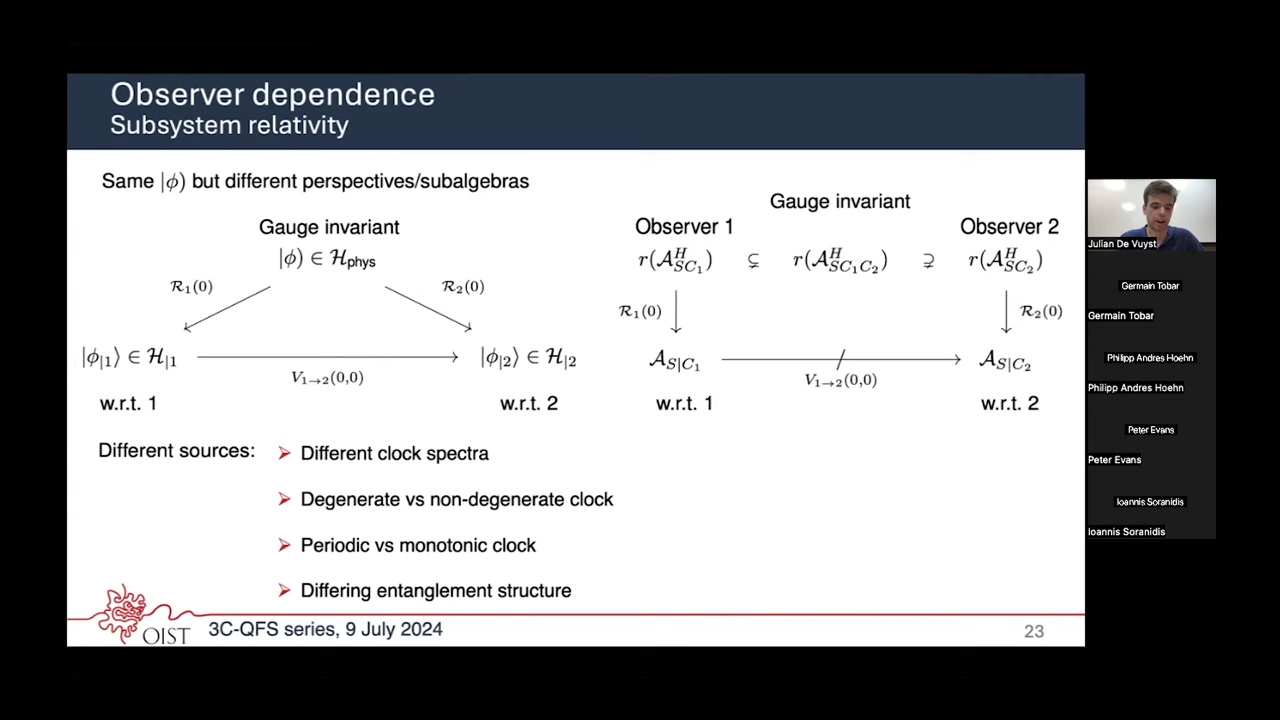 Observer dependence
Subsystem relativity
Same |ϕ) but different perspectives/subalgebras
Gauge invariant
|ϕ) ∈ H_phys
R₁(0)
R₂(0)
|ϕ_|1⟩ ∈ H_|1
V₁→₂(0,0)
|ϕ_|2⟩ ∈ H_|2
w.r.t. 1
w.r.t. 2
Gauge invariant
Observer 1
Observer 2
r(A^H_SC₁) ⊊ r(A^H_SC₁C₂) ⊋ r(A^H_SC₂)
R₁(0)
R₂(0)
A_S|C₁
V₁→₂(0,0)
A_S|C₂
w.r.t. 1
w.r.t. 2
Different sources:
➢ Different clock spectra
➢ Degenerate vs non-degenerate clock
➢ Periodic vs monotonic clock
➢ Differing entanglement structure
OIST
3C-QFS series, 9 July 2024
23
Julian De Vuyst
Germain Tobar
Germain Tobar
Philipp Andres Hoehn
Philipp Andres Hoehn
Peter Evans
Peter Evans
Ioannis Soranidis
Ioannis Soranidis